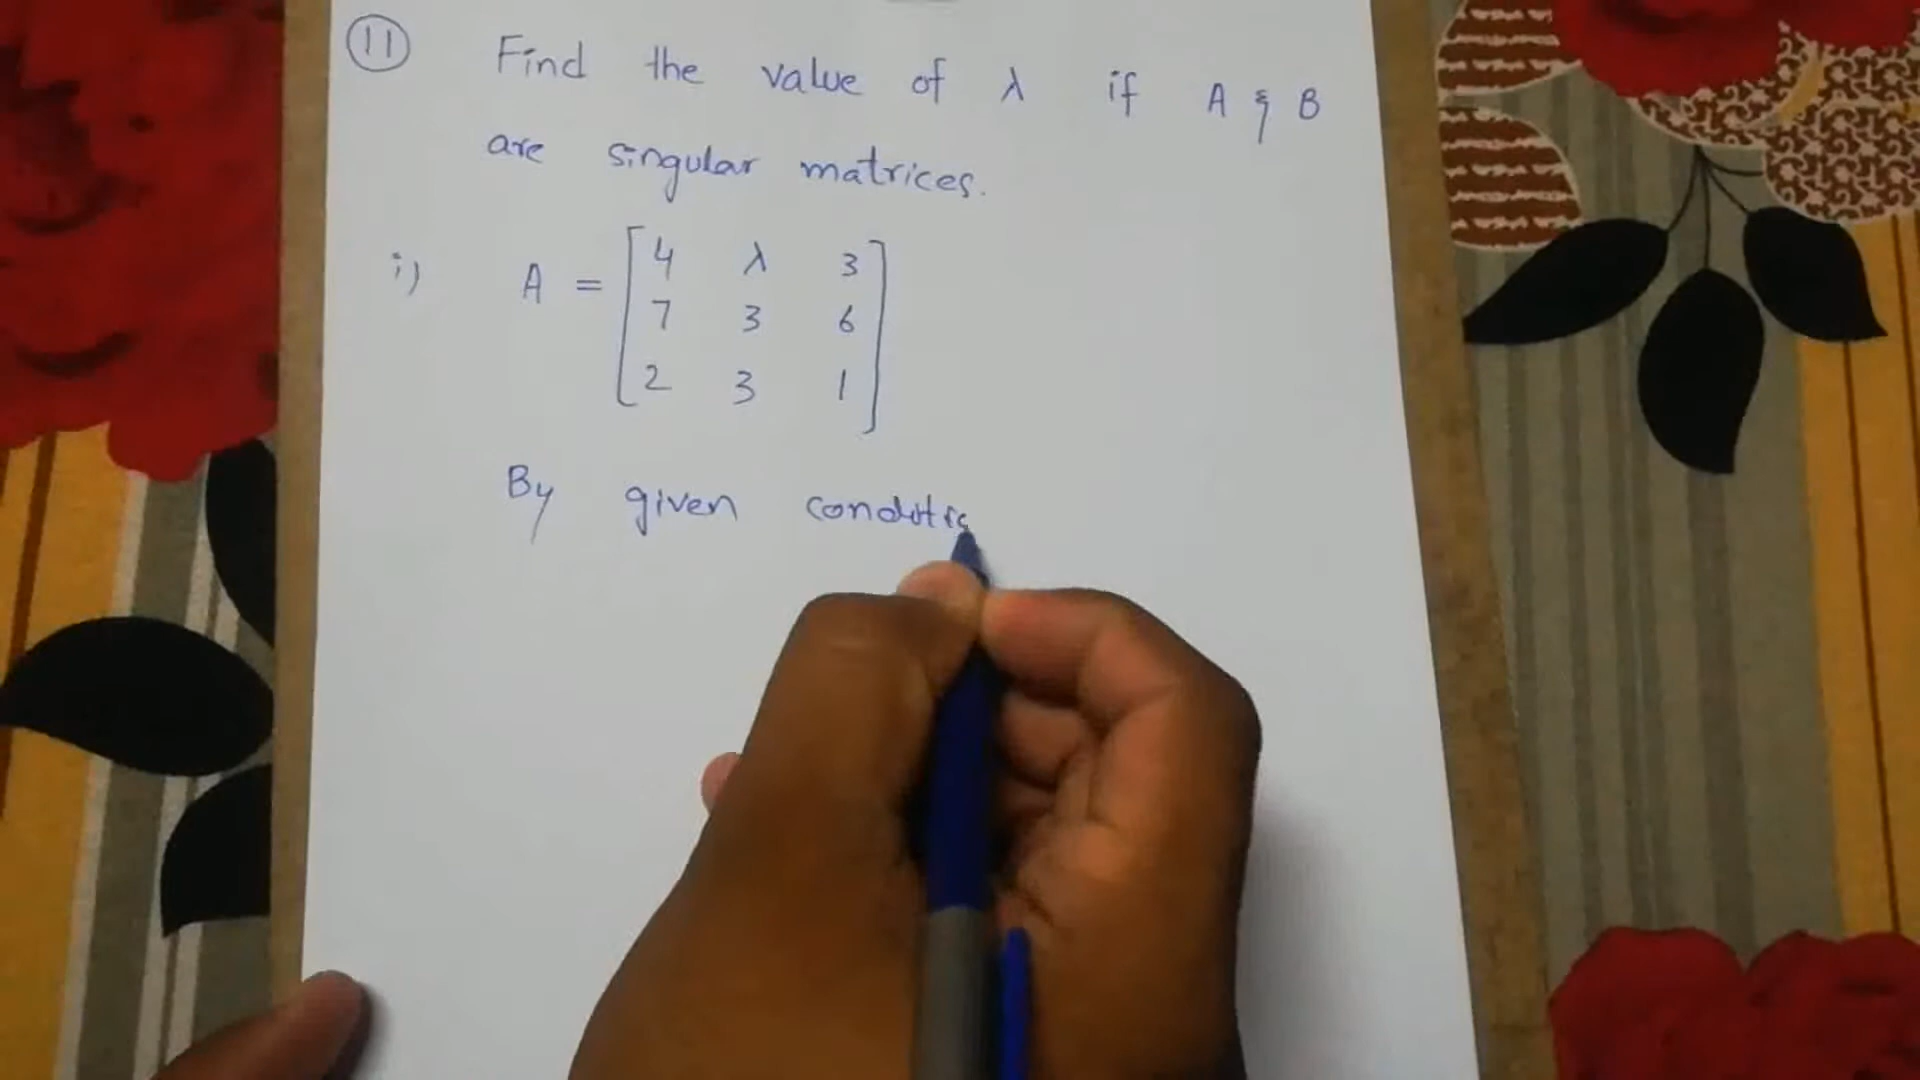 11 Find the value of λ if A & B
are singular matrices.
i) A = [4 λ 3
7 3 6
2 3 1]
By given conditio